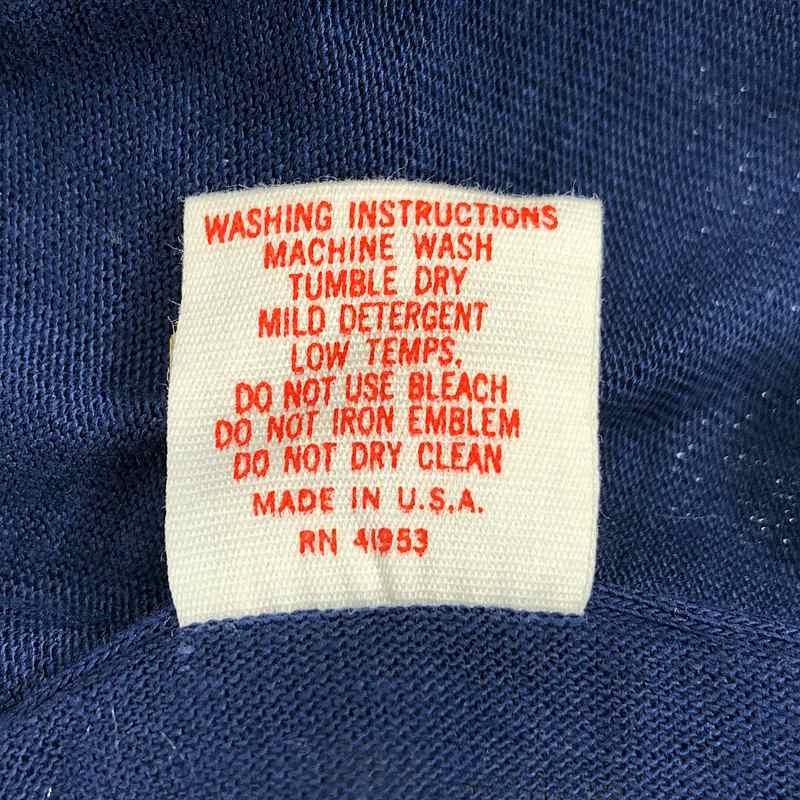 WASHING INSTRUCTIONS
MACHINE WASH
TUMBLE DRY
MILD DETERGENT
LOW TEMPS.
DO NOT USE BLEACH
DO NOT IRON EMBLEM
DO NOT DRY CLEAN
MADE IN U.S.A.
RN 41953